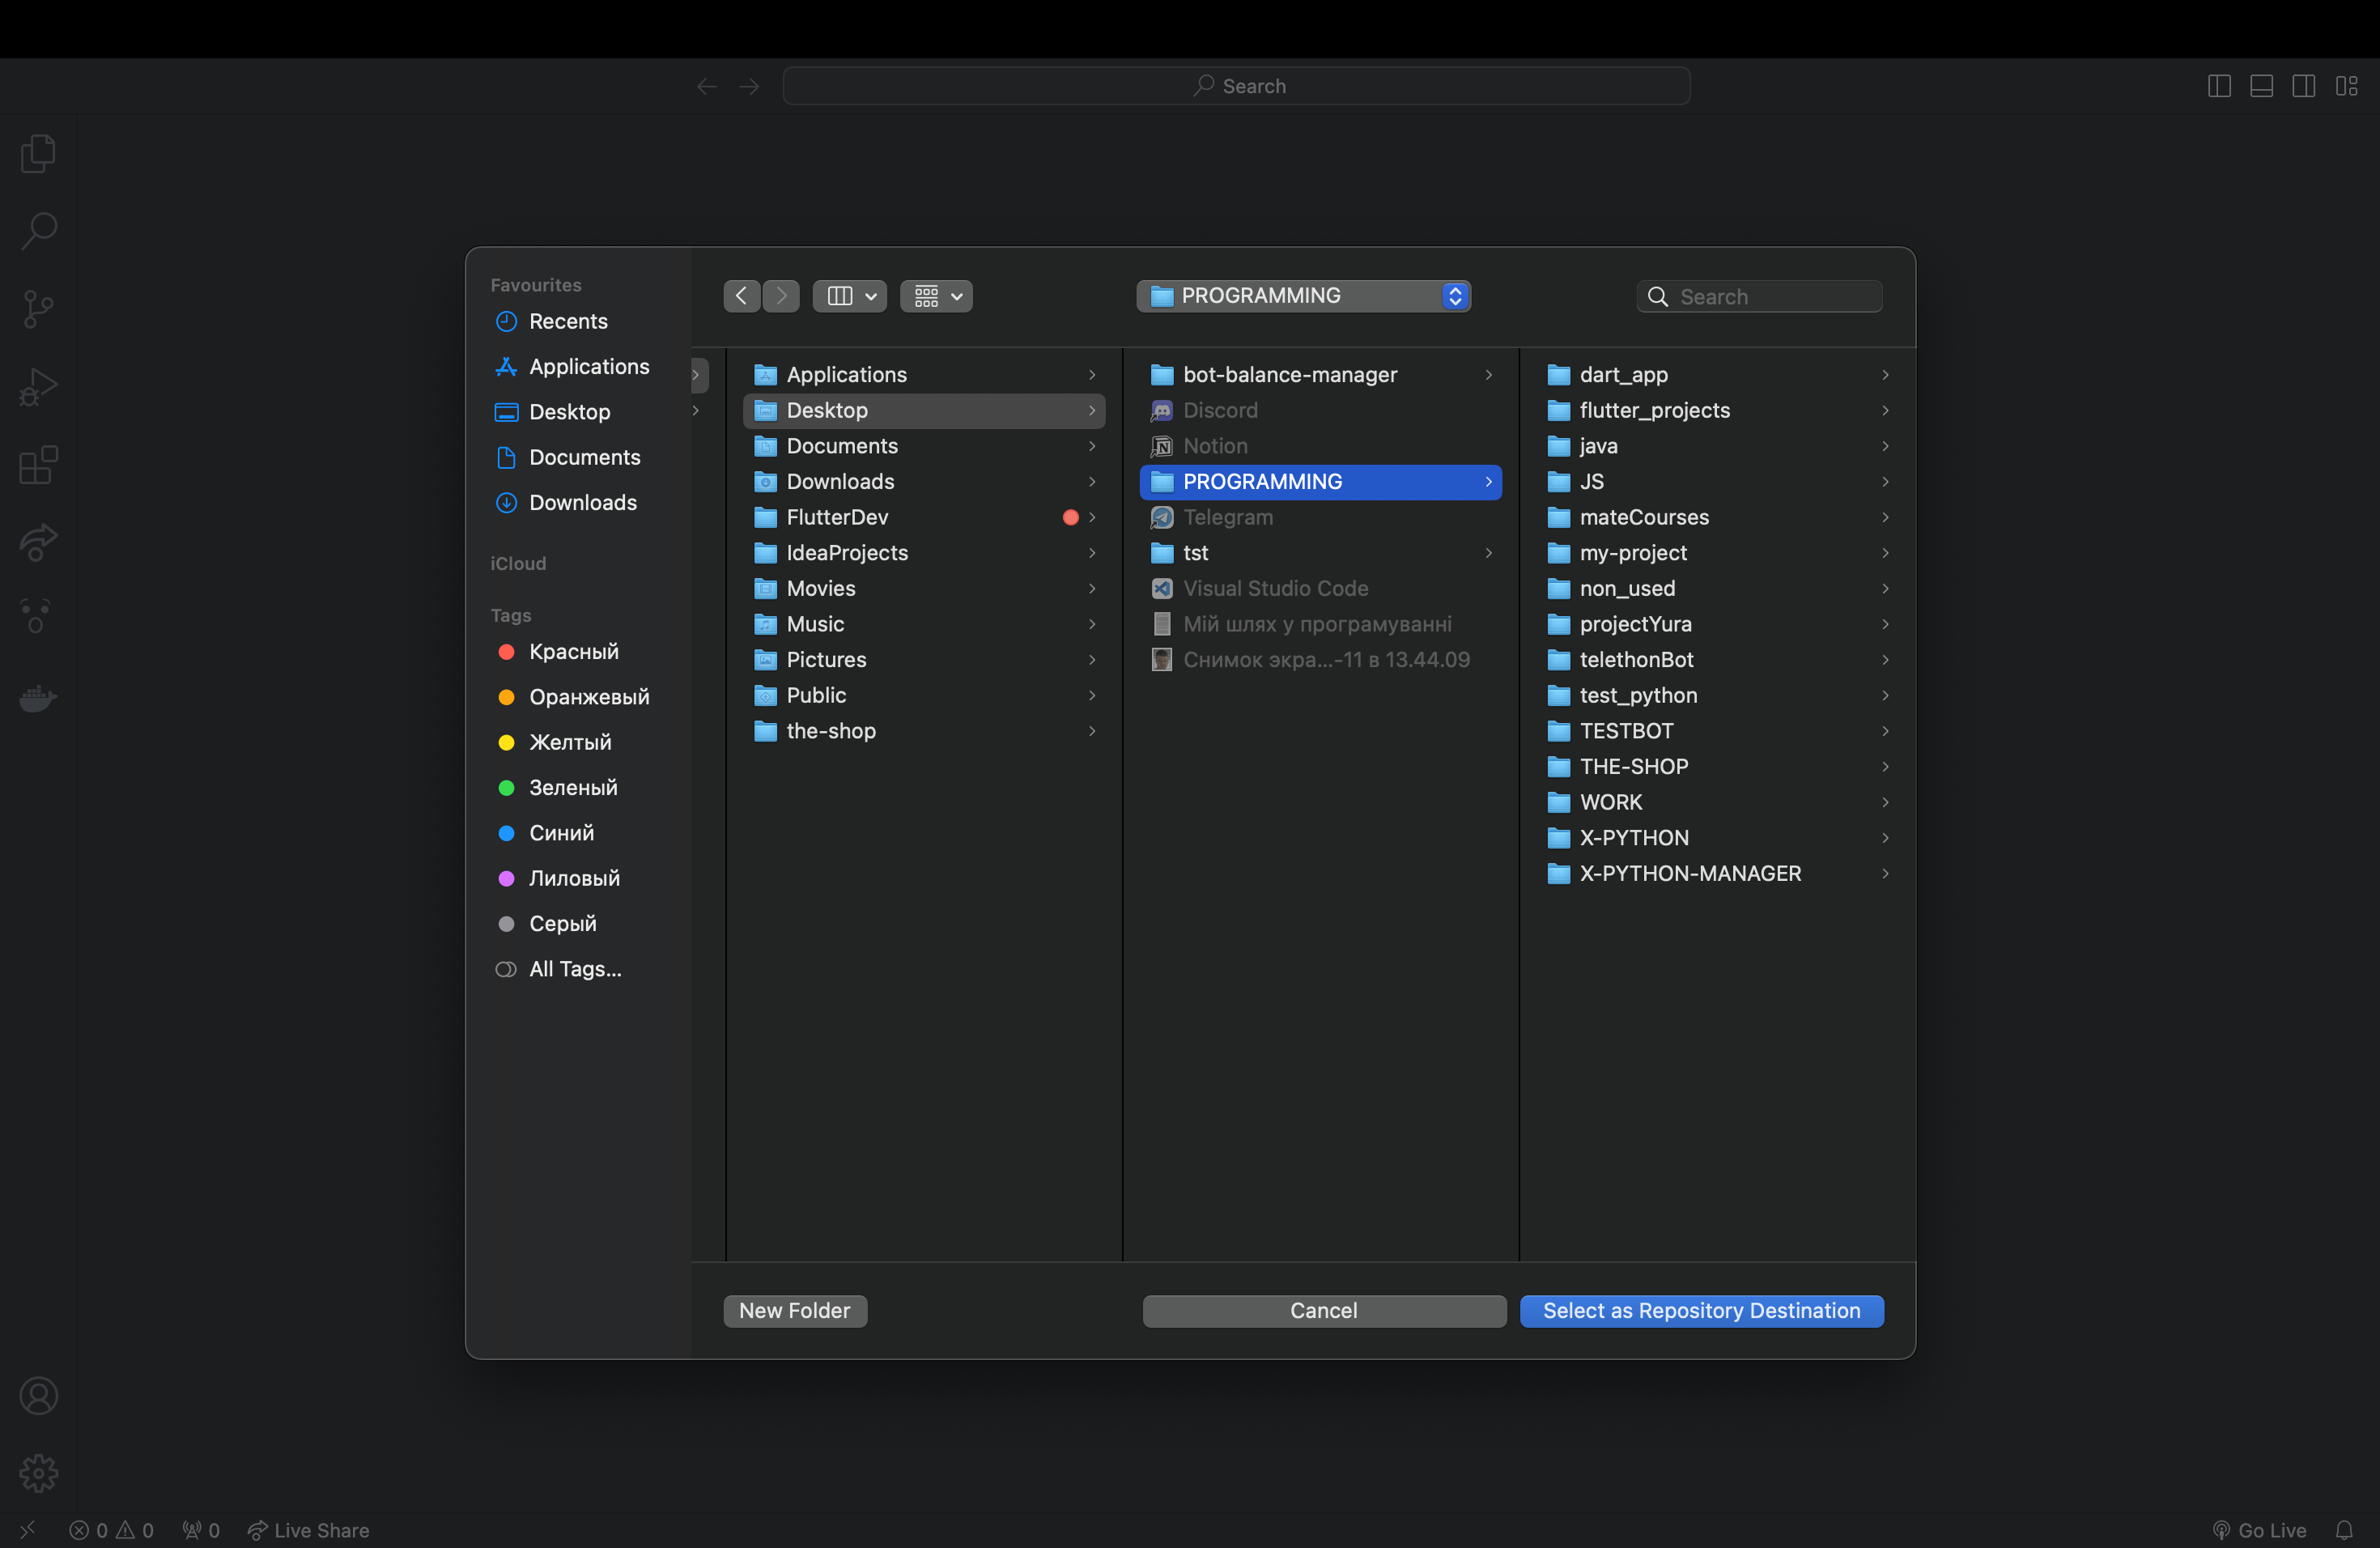 Search
Favourites
Recents
Applications
Desktop
Documents
Downloads
iCloud
Tags
Красный
Оранжевый
Желтый
Зеленый
Синий
Лиловый
Серый
All Tags...
PROGRAMMING
Search
Applications
Desktop
Documents
Downloads
FlutterDev
IdeaProjects
Movies
Music
Pictures
Public
the-shop
bot-balance-manager
Discord
Notion
PROGRAMMING
Telegram
tst
Visual Studio Code
Мій шлях у програмуванні
Снимок экра...-11 в 13.44.09
dart_app
flutter_projects
java
JS
mateCourses
my-project
non_used
projectYura
telethonBot
test_python
TESTBOT
THE-SHOP
WORK
X-PYTHON
X-PYTHON-MANAGER
New Folder
Cancel
Select as Repository Destination
0 0 0 Live Share
Go Live